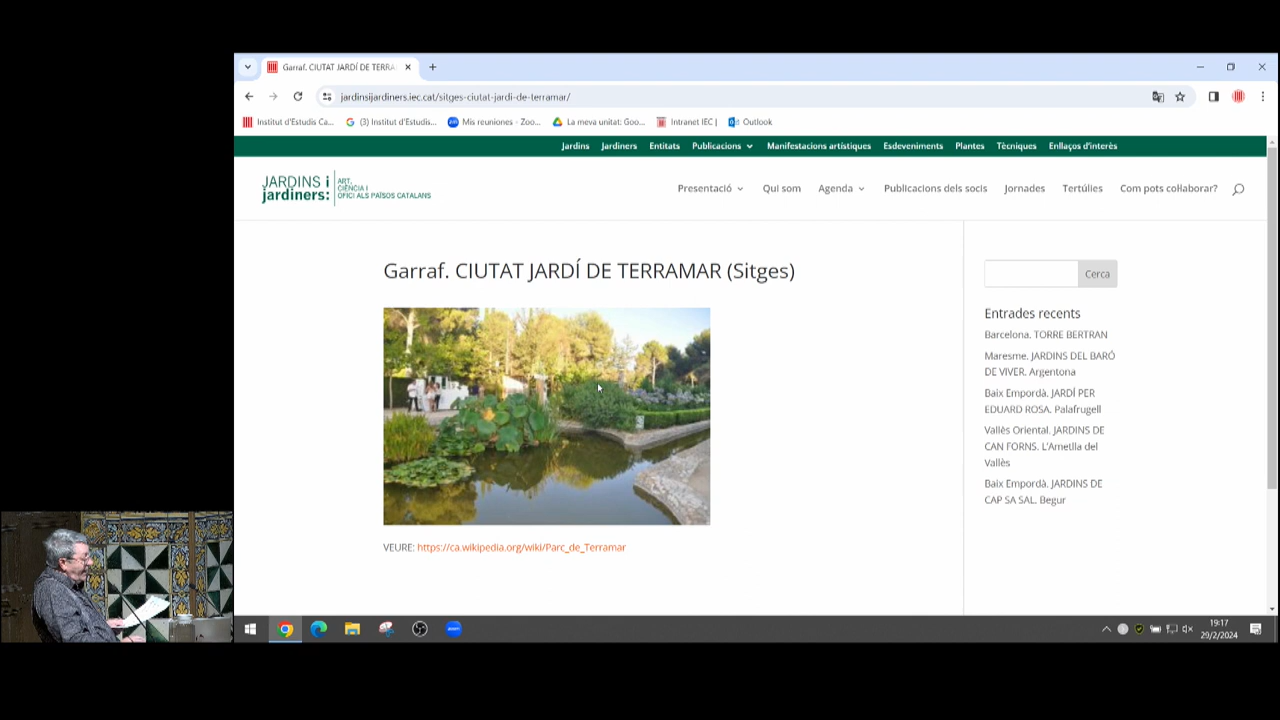 Garraf. CIUTAT JARDÍ DE TERRA
jardinsijardiners.iec.cat/sitges-ciutat-jardi-de-terramar/
Institut d'Estudis Ca... (3) Institut d'Estudis... Mis reuniones - Zoo... La meva unitat: Goo... Intranet IEC | Outlook
Jardins Jardiners Entitats Publicacions Manifestacions artístiques Esdeveniments Plantes Tècniques Enllaços d'interès
JARDINS i
jardiners:
ART,
CIÈNCIA I
OFICI ALS PAÏSOS CATALANS
Presentació Qui som Agenda Publicacions dels socis Jornades Tertúlies Com pots col·laborar?
Garraf. CIUTAT JARDÍ DE TERRAMAR (Sitges)
VEURE: https://ca.wikipedia.org/wiki/Parc_de_Terramar
Cerca
Entrades recents
Barcelona. TORRE BERTRAN
Maresme. JARDINS DEL BARÓ
DE VIVER. Argentona
Baix Empordà. JARDÍ PER
EDUARD ROSA. Palafrugell
Vallès Oriental. JARDINS DE
CAN FORNS. L'Ametlla del
Vallès
Baix Empordà. JARDINS DE
CAP SA SAL. Begur
zoom
19:17
29/2/2024